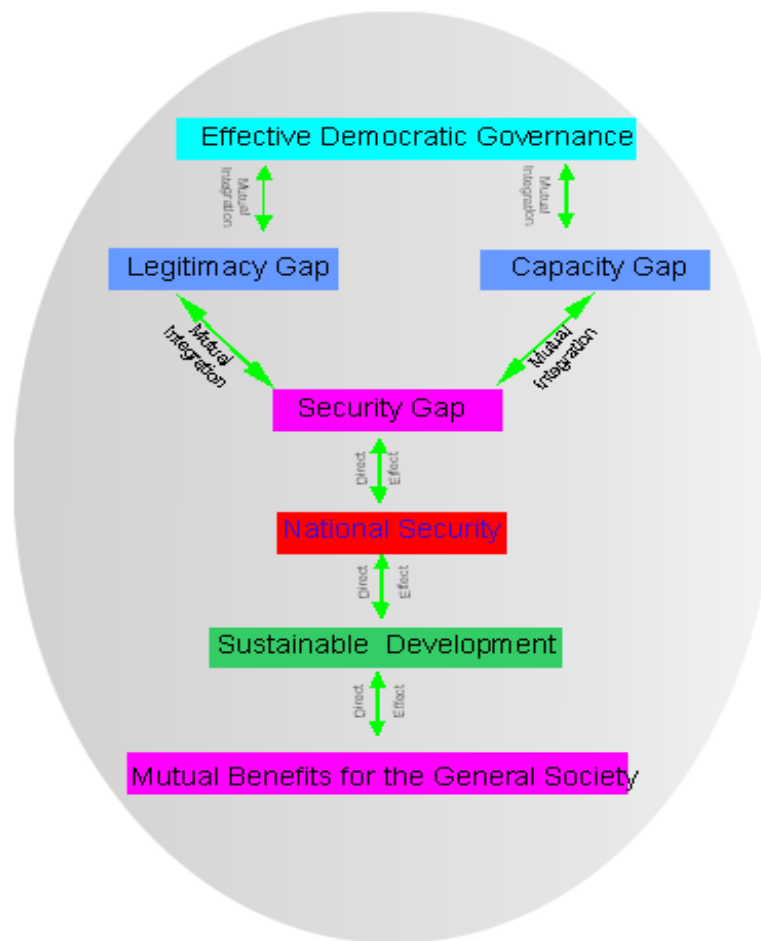 Effective Democratic Governance
Mutual
Integration
Mutual
Integration
Legitimacy Gap
Capacity Gap
Mutual
Integration
Mutual
Integration
Security Gap
Direct
Effect
National Security
Direct
Effect
Sustainable Development
Direct
Effect
Mutual Benefits for the General Society